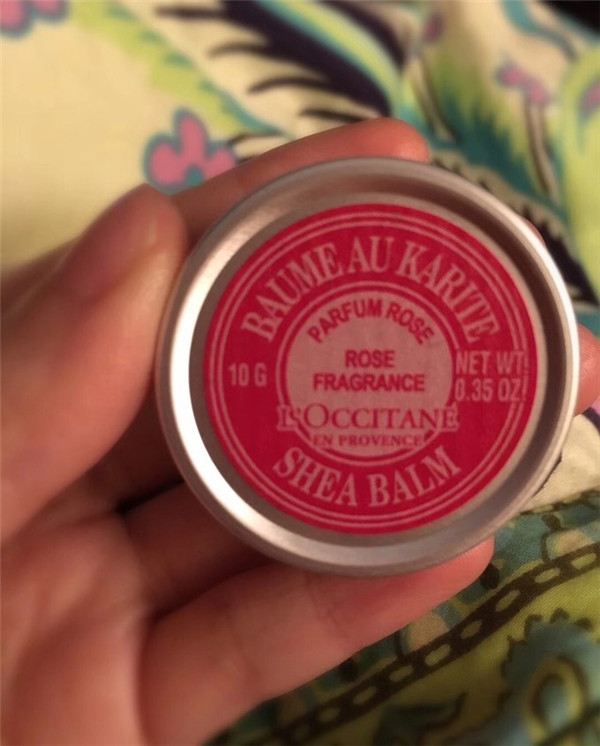 BAUME AU KARITE
PARFUM ROSE
ROSE
FRAGRANCE
10 G
NET WT.
0.35 OZ.
L'OCCITANE
EN PROVENCE
SHEA BALM